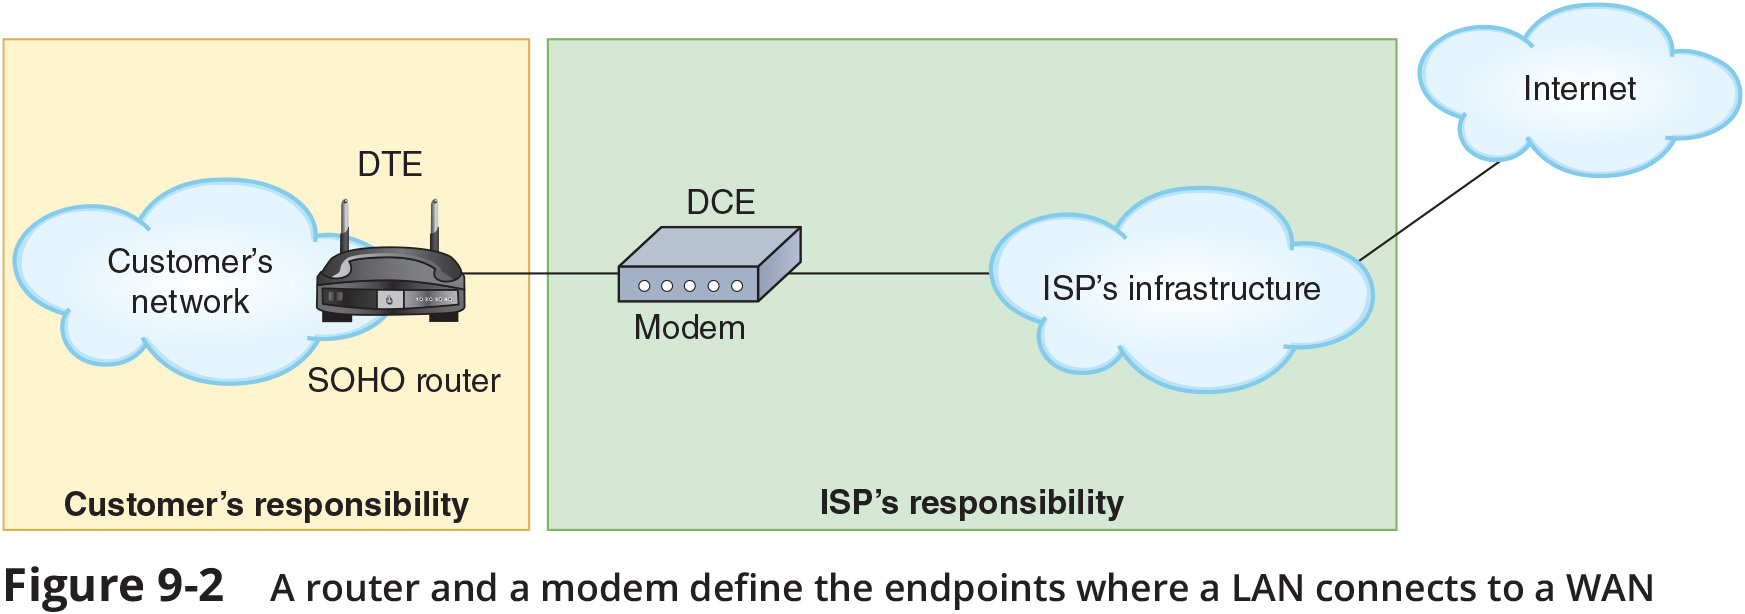 DTE
Customer's
network
SOHO router
Customer's responsibility
DCE
Modem
ISP's infrastructure
ISP's responsibility
Internet
Figure 9-2 A router and a modem define the endpoints where a LAN connects to a WAN